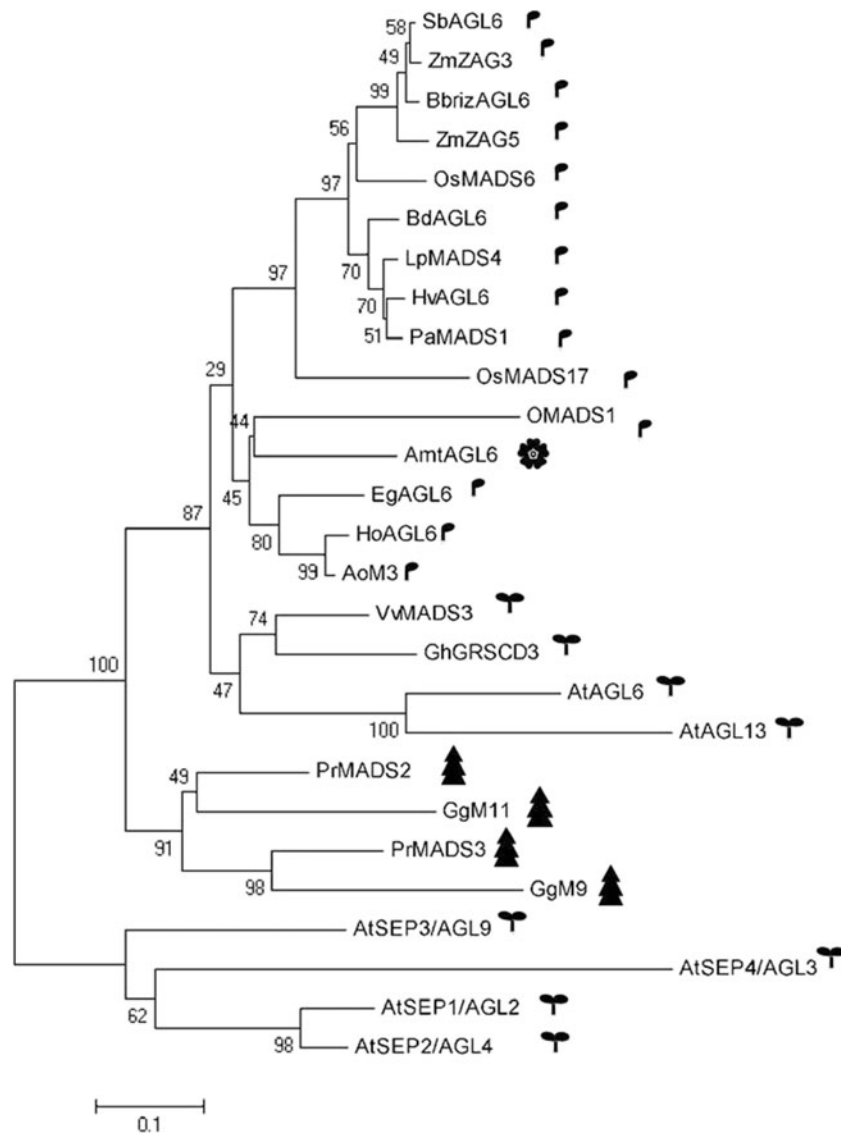 58 SbAGL6
49 ZmZAG3
99 BbrizAGL6
ZmZAG5
56
OsMADS6
97
BdAGL6
LpMADS4
97 70
HvAGL6
70
51 PaMADS1
OsMADS17
29
44 OMADS1
AmtAGL6
45 EgAGL6
87
80 HoAGL6
99 AoM3
VvMADS3
74
GhGRSCD3
100
47 AtAGL6
100 AtAGL13
49 PrMADS2
GgM11
91 PrMADS3
98 GgM9
AtSEP3/AGL9
AtSEP4/AGL3
62 AtSEP1/AGL2
98 AtSEP2/AGL4
0.1